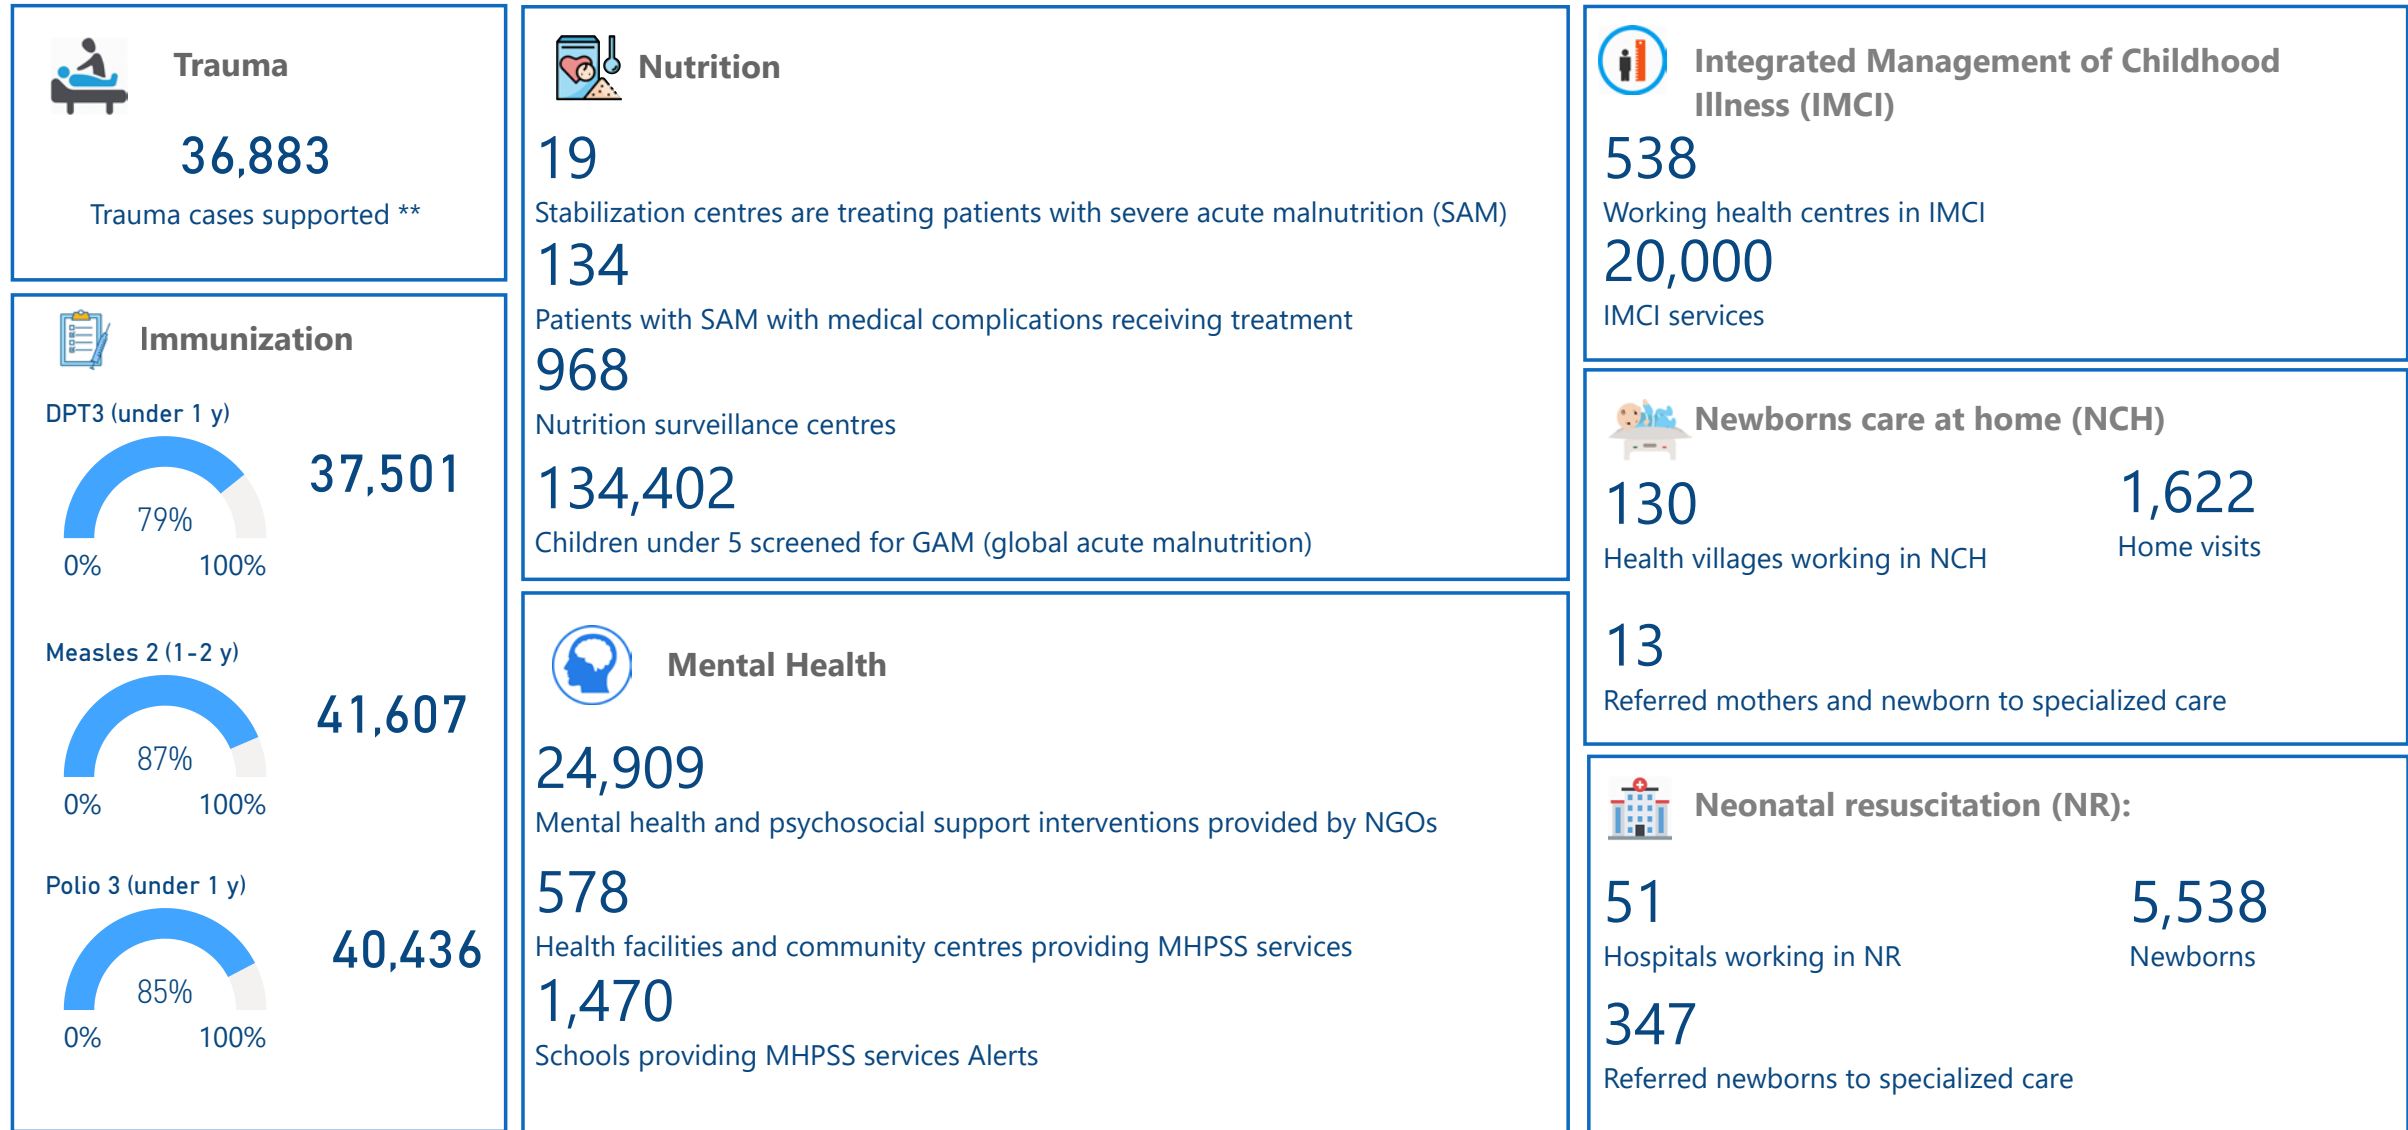 Trauma
36,883
Trauma cases supported **
Immunization
DPT3 (under 1 y)
37,501
79%
0%
100%
Measles 2 (1-2 y)
41,607
87%
0%
100%
Polio 3 (under 1 y)
40,436
85%
0%
100%
Nutrition
19
Stabilization centres are treating patients with severe acute malnutrition (SAM)
134
Patients with SAM with medical complications receiving treatment
968
Nutrition surveillance centres
134,402
Children under 5 screened for GAM (global acute malnutrition)
Mental Health
24,909
Mental health and psychosocial support interventions provided by NGOs
578
Health facilities and community centres providing MHPSS services
1,470
Schools providing MHPSS services Alerts
Integrated Management of Childhood
Illness (IMCI)
538
Working health centres in IMCI
20,000
IMCI services
Newborns care at home (NCH)
130
Health villages working in NCH
1,622
Home visits
13
Referred mothers and newborn to specialized care
Neonatal resuscitation (NR):
51
Hospitals working in NR
5,538
Newborns
347
Referred newborns to specialized care